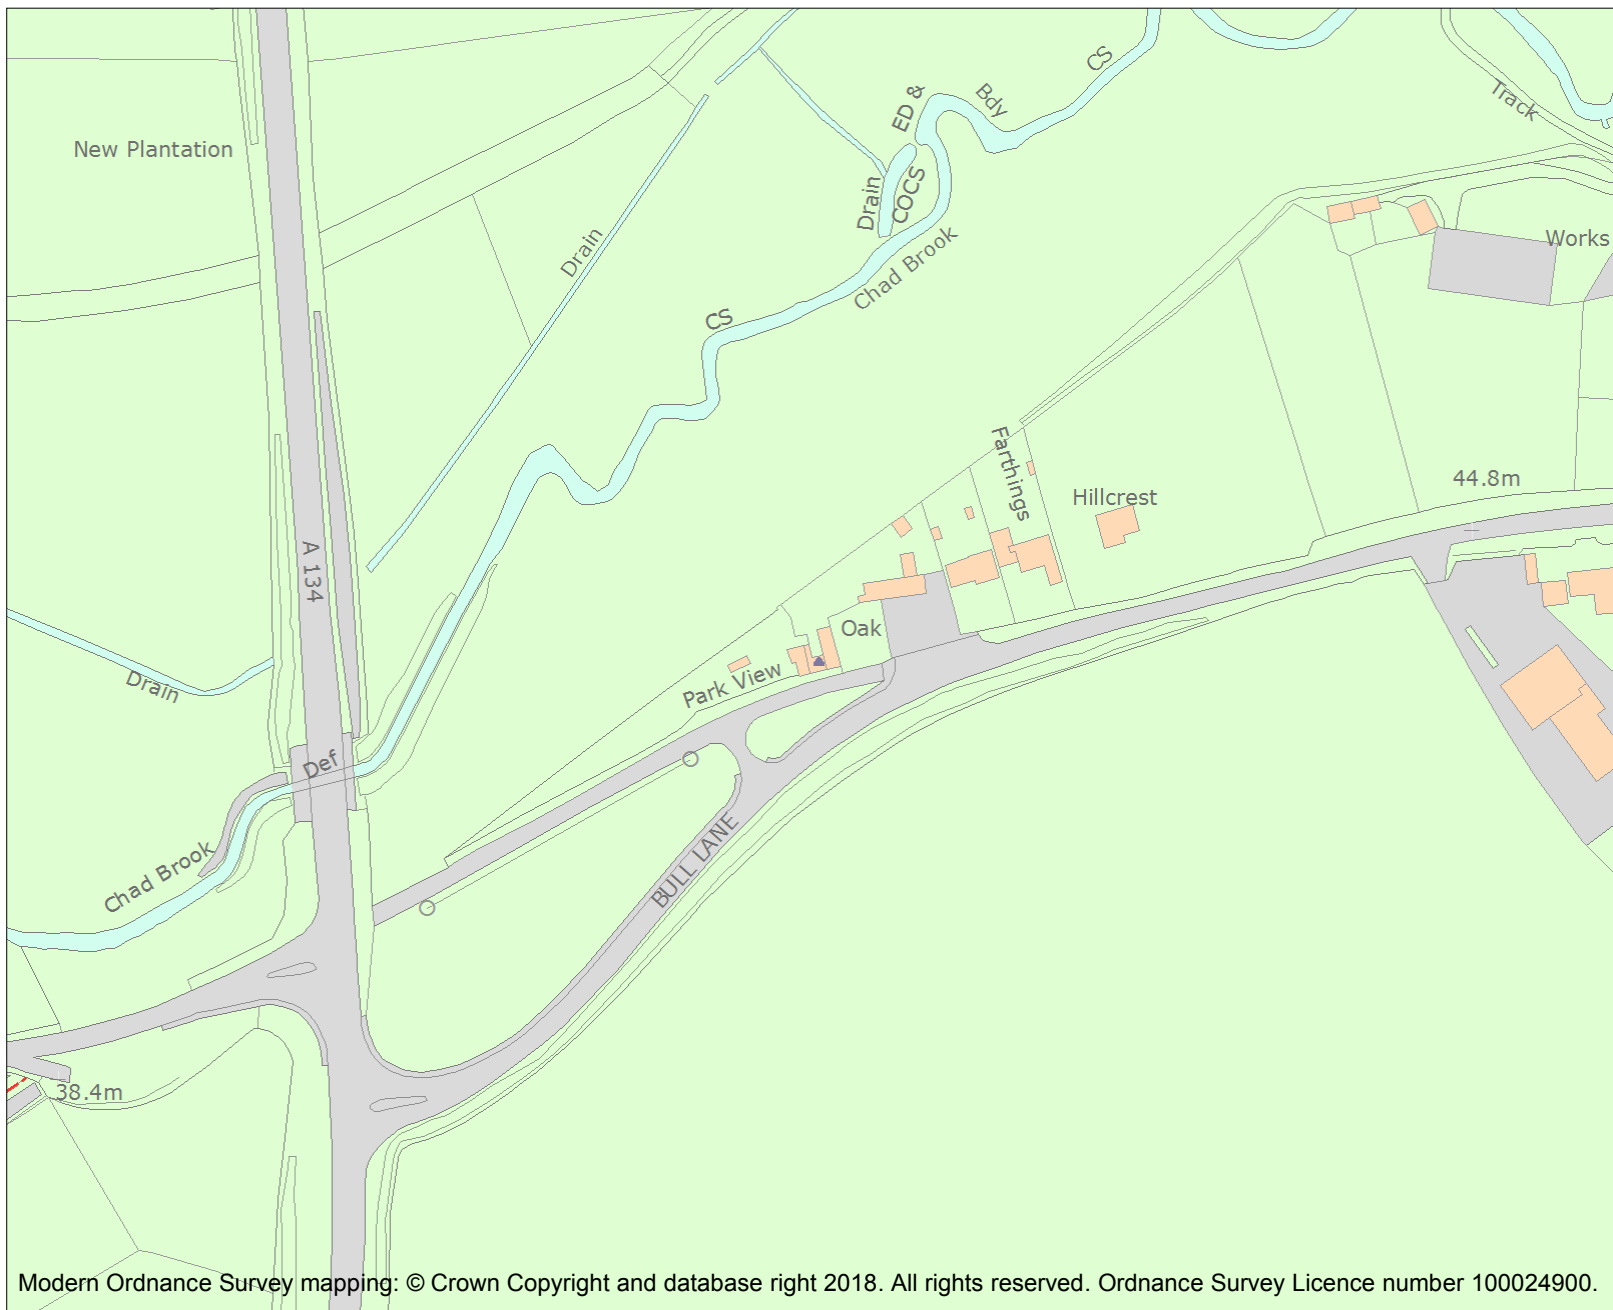 CS
ED &
Bdy
Track
New Plantation
Drain
COCS
Drain
Works
Chad Brook
CS
Farthings
44.8m
Hillcrest
A 134
Oak
Drain
Park View
Def
BULL LANE
Chad Brook
38.4m
Modern Ordnance Survey mapping: © Crown Copyright and database right 2018. All rights reserved. Ordnance Survey Licence number 100024900.